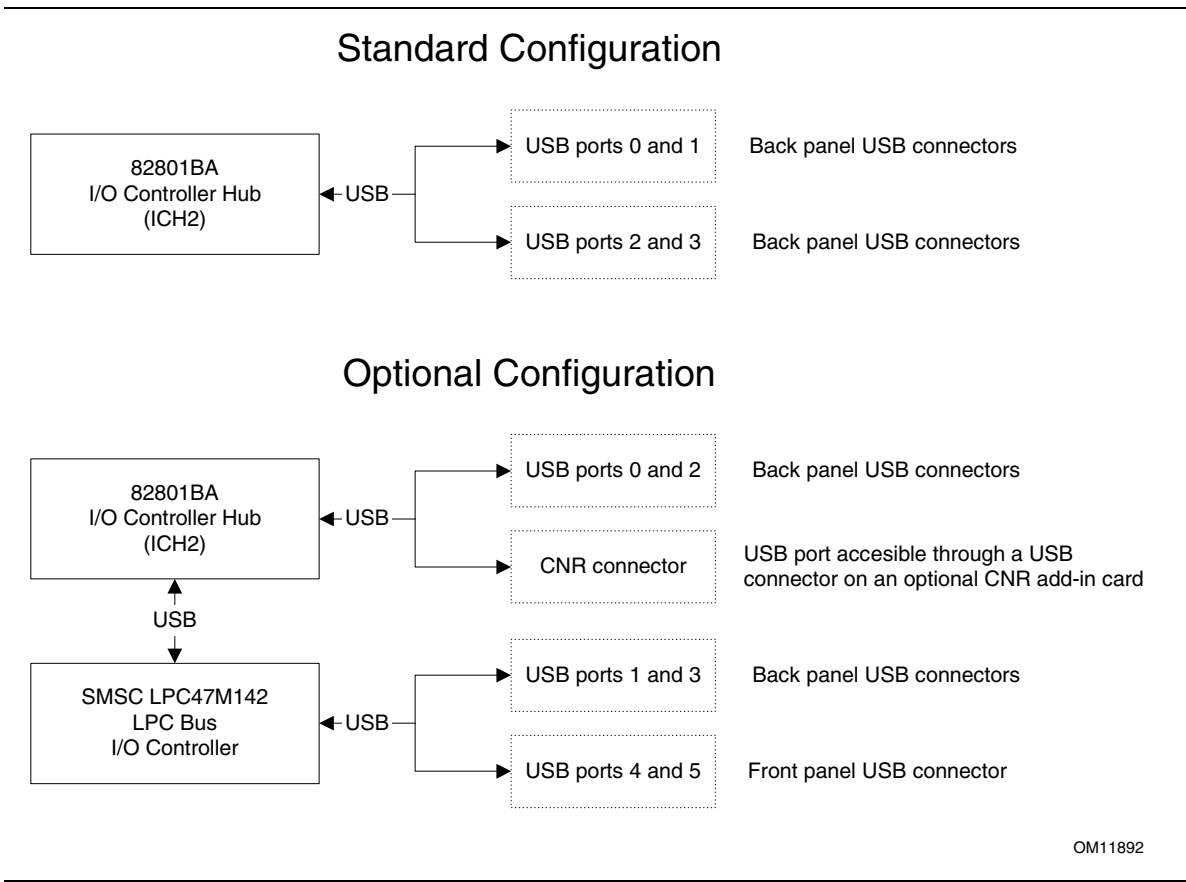 Standard Configuration
82801BA
I/O Controller Hub
(ICH2)
USB
USB ports 0 and 1
Back panel USB connectors
USB ports 2 and 3
Back panel USB connectors
Optional Configuration
82801BA
I/O Controller Hub
(ICH2)
USB
USB ports 0 and 2
Back panel USB connectors
CNR connector
USB port accesible through a USB
connector on an optional CNR add-in card
USB
SMSC LPC47M142
LPC Bus
I/O Controller
USB
USB ports 1 and 3
Back panel USB connectors
USB ports 4 and 5
Front panel USB connector
OM11892